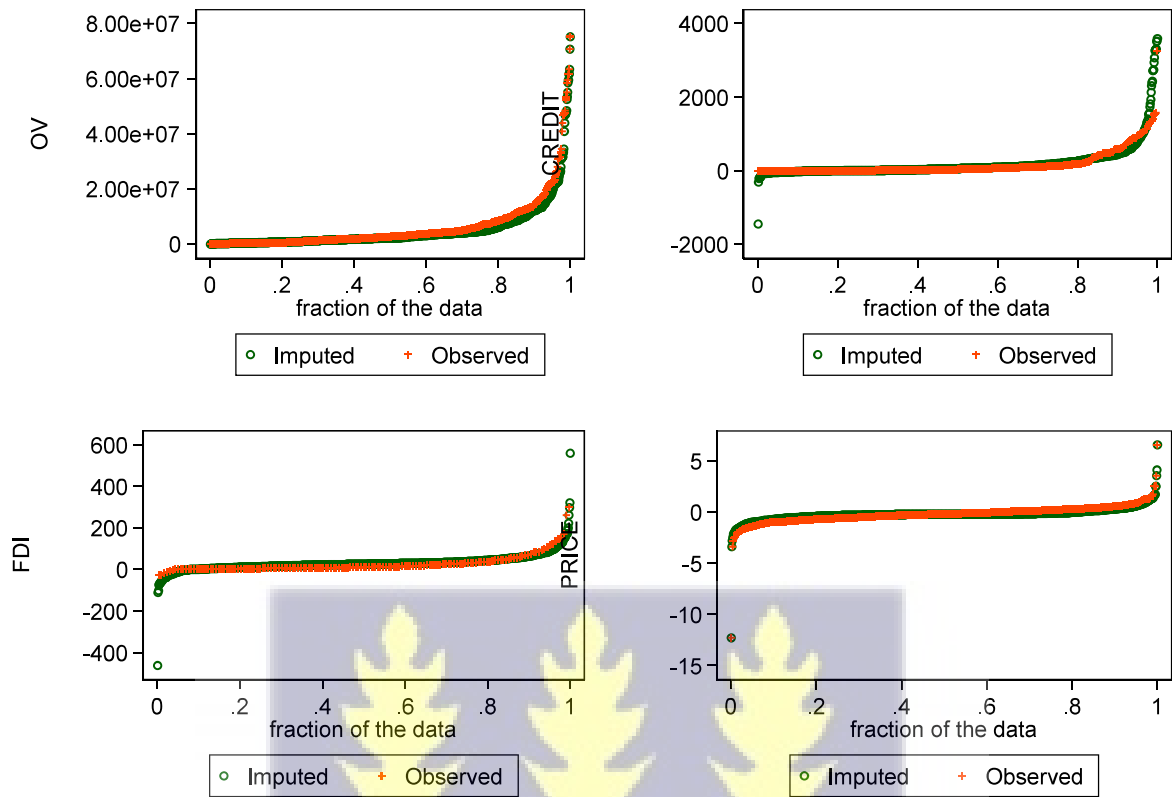 OV
8.00e+07
6.00e+07
4.00e+07
2.00e+07
0
0 .2 .4 .6 .8 1
fraction of the data
Imputed Observed
CREDIT
4000
2000
0
-2000
0 .2 .4 .6 .8 1
fraction of the data
Imputed Observed
FDI
600
400
200
0
-200
-400
0 .2 .4 .6 .8 1
fraction of the data
Imputed Observed
PRICE
5
0
-5
-10
-15
0 .2 .4 .6 .8 1
fraction of the data
Imputed Observed